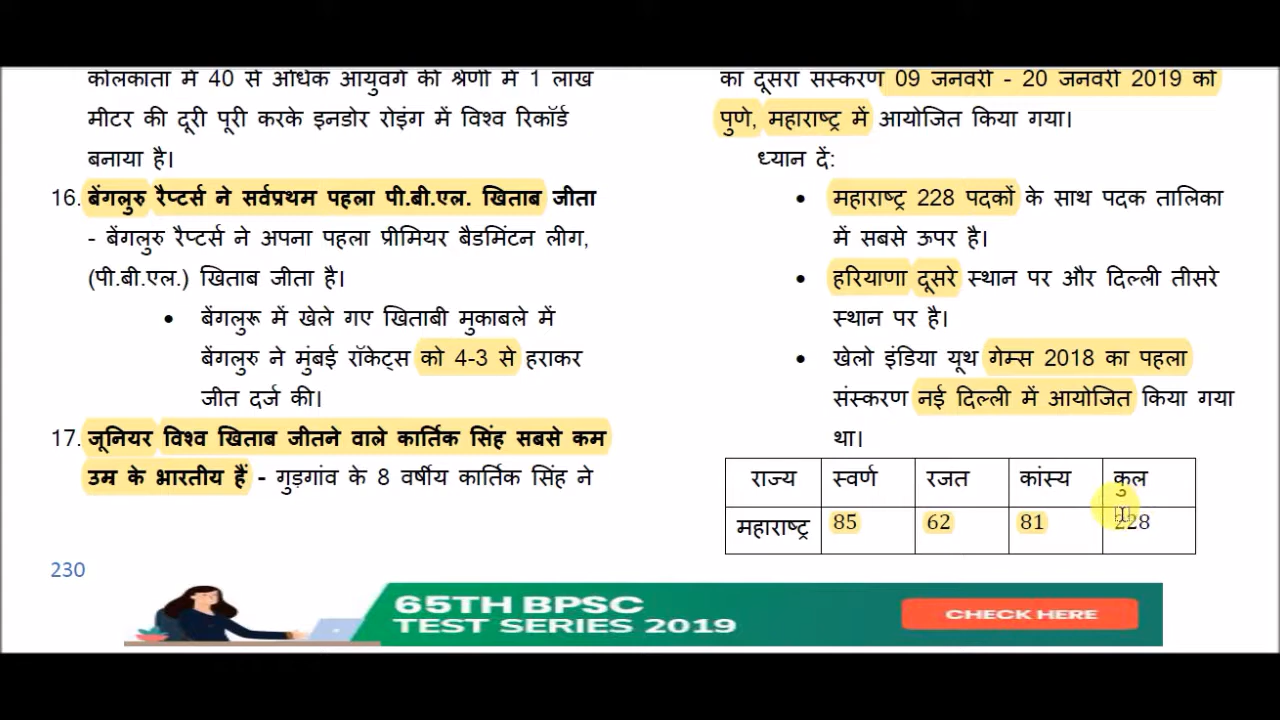 कोलकाता में 40 से अधिक आयुवर्ग की श्रेणी में 1 लाख
मीटर की दूरी पूरी करके इनडोर रोइंग में विश्व रिकॉर्ड
बनाया है।
16. बेंगलुरु रैप्टर्स ने सर्वप्रथम पहला पी.बी.एल. खिताब जीता
- बेंगलुरु रैप्टर्स ने अपना पहला प्रीमियर बैडमिंटन लीग,
(पी.बी.एल.) खिताब जीता है।
• बेंगलुरू में खेले गए खिताबी मुकाबले में
बेंगलुरु ने मुंबई रॉकेट्स को 4-3 से हराकर
जीत दर्ज की।
17. जूनियर विश्व खिताब जीतने वाले कार्तिक सिंह सबसे कम
उम्र के भारतीय हैं - गुड़गांव के 8 वर्षीय कार्तिक सिंह ने
230
का दूसरा संस्करण 09 जनवरी - 20 जनवरी 2019 को
पुणे, महाराष्ट्र में आयोजित किया गया।
ध्यान दें:
• महाराष्ट्र 228 पदकों के साथ पदक तालिका
में सबसे ऊपर है।
• हरियाणा दूसरे स्थान पर और दिल्ली तीसरे
स्थान पर है।
• खेलो इंडिया यूथ गेम्स 2018 का पहला
संस्करण नई दिल्ली में आयोजित किया गया
था।
राज्य स्वर्ण रजत कांस्य कुल
महाराष्ट्र 85 62 81 228
65TH BPSC
TEST SERIES 2019
CHECK HERE